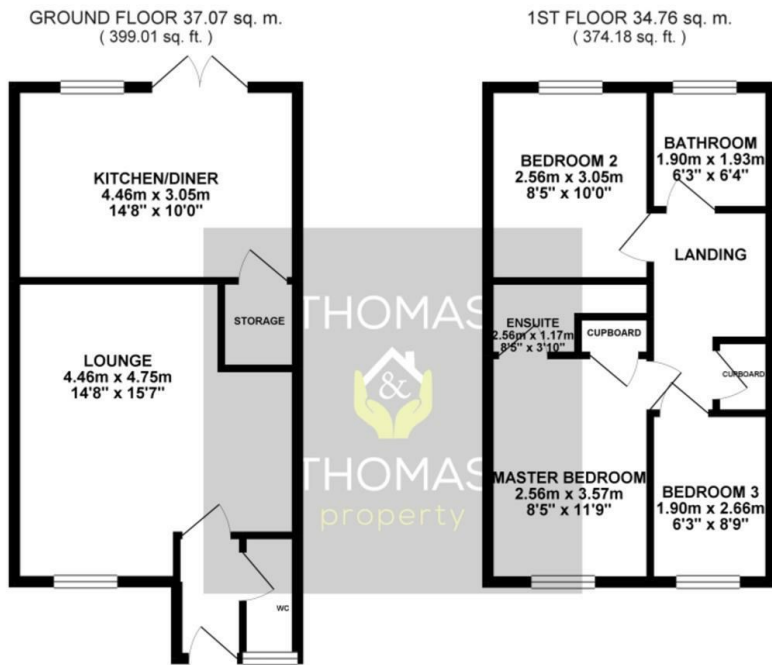 GROUND FLOOR 37.07 sq. m.
( 399.01 sq. ft. )
KITCHEN/DINER
4.46m x 3.05m
14'8" x 10'0"
STORAGE
LOUNGE
4.46m x 4.75m
14'8" x 15'7"
WC
1ST FLOOR 34.76 sq. m.
( 374.18 sq. ft. )
BEDROOM 2
2.56m x 3.05m
8'5" x 10'0"
BATHROOM
1.90m x 1.93m
6'3" x 6'4"
LANDING
ENSUITE
2.56m x 1.17m
8'5" x 3'10"
CUPBOARD
CUPBOARD
MASTER BEDROOM
2.56m x 3.57m
8'5" x 11'9"
BEDROOM 3
1.90m x 2.66m
6'3" x 8'9"
THOMAS
&
THOMAS
property